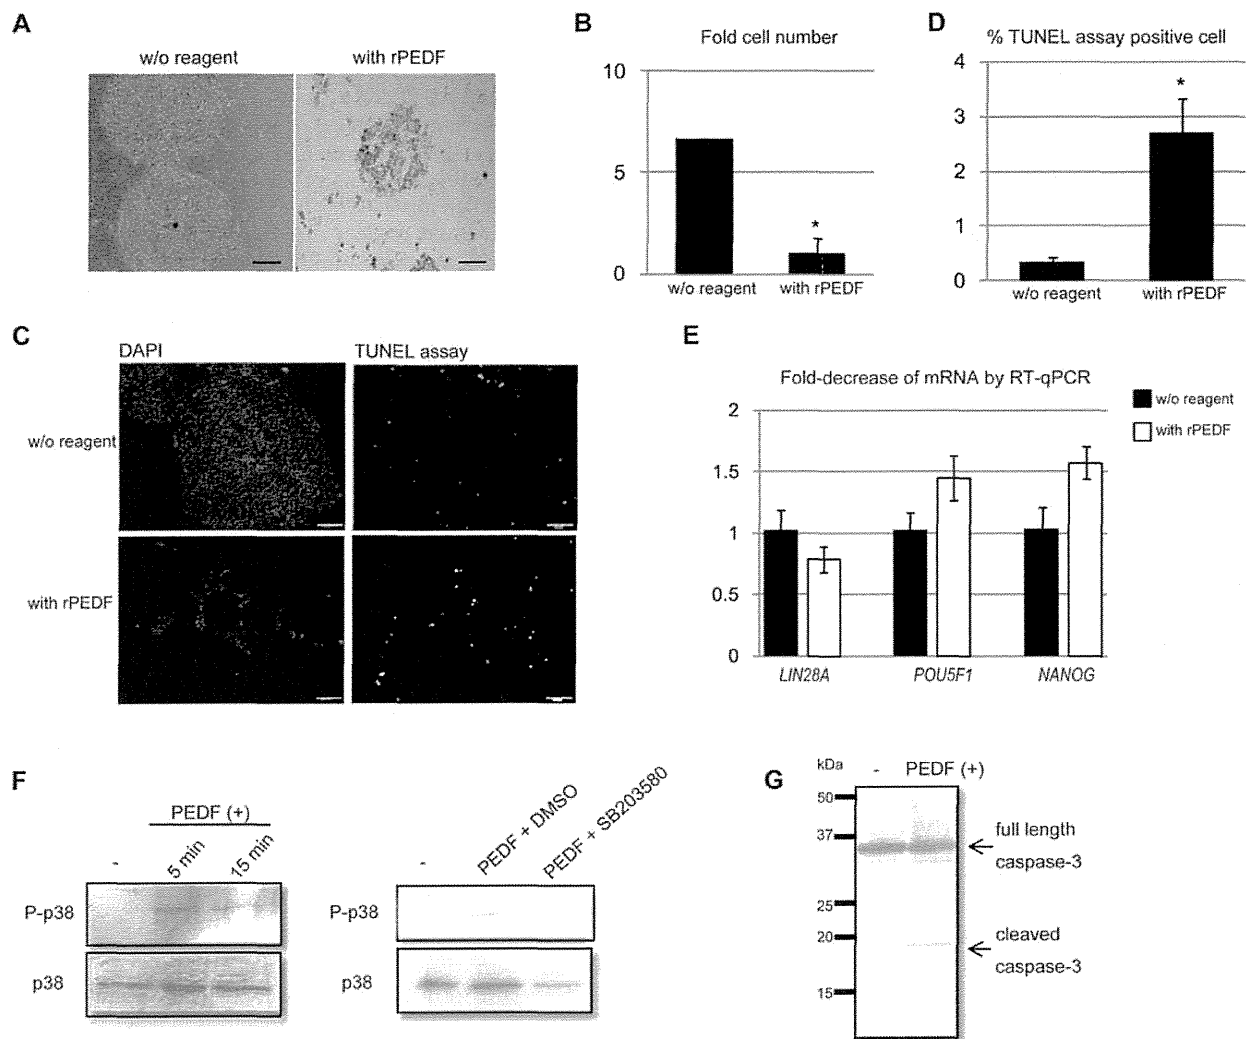 A
w/o reagent
with rPEDF
B
Fold cell number
10
5
0
*
w/o reagent
with rPEDF
D
% TUNEL assay positive cell
4
3
2
1
0
*
w/o reagent
with rPEDF
C
DAPI
TUNEL assay
w/o reagent
with rPEDF
E
Fold-decrease of mRNA by RT-qPCR
2
1.5
1
0.5
0
LIN28A
POU5F1
NANOG
w/o reagent
with rPEDF
F
PEDF (+)
-
5 min
15 min
P-p38
p38
-
PEDF + DMSO
PEDF + SB203580
P-p38
p38
G
kDa
-
PEDF (+)
50
37
25
20
15
full length
caspase-3
cleaved
caspase-3